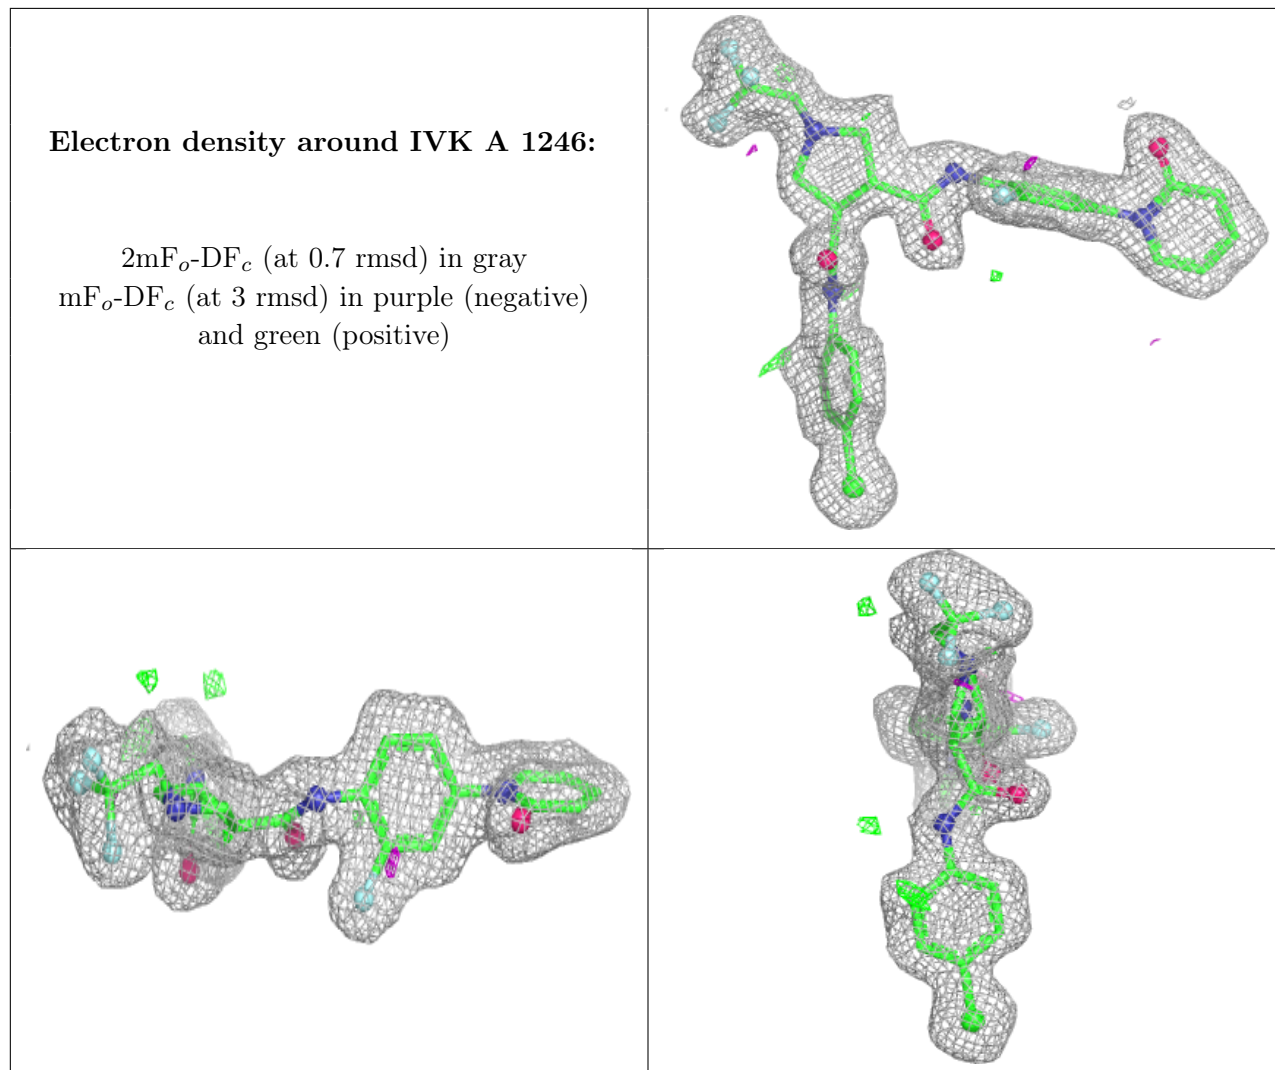 Electron density around IVK A 1246:
2mFₒ-DF𝒸 (at 0.7 rmsd) in gray
mFₒ-DF𝒸 (at 3 rmsd) in purple (negative)
and green (positive)